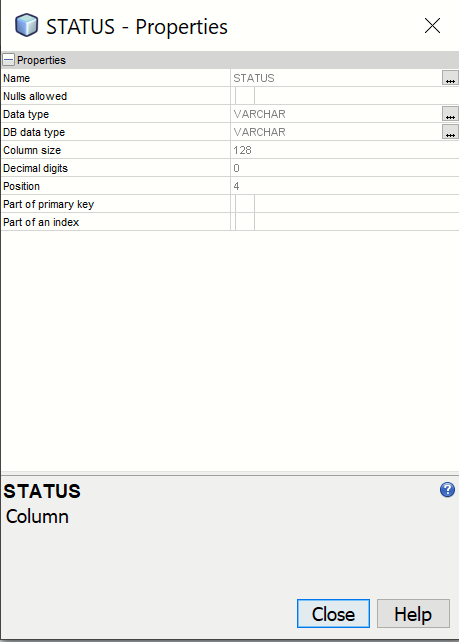 STATUS - Properties
Properties
Name STATUS ...
Nulls allowed
Data type VARCHAR ...
DB data type VARCHAR ...
Column size 128
Decimal digits 0
Position 4
Part of primary key
Part of an index
STATUS ?
Column
Close Help